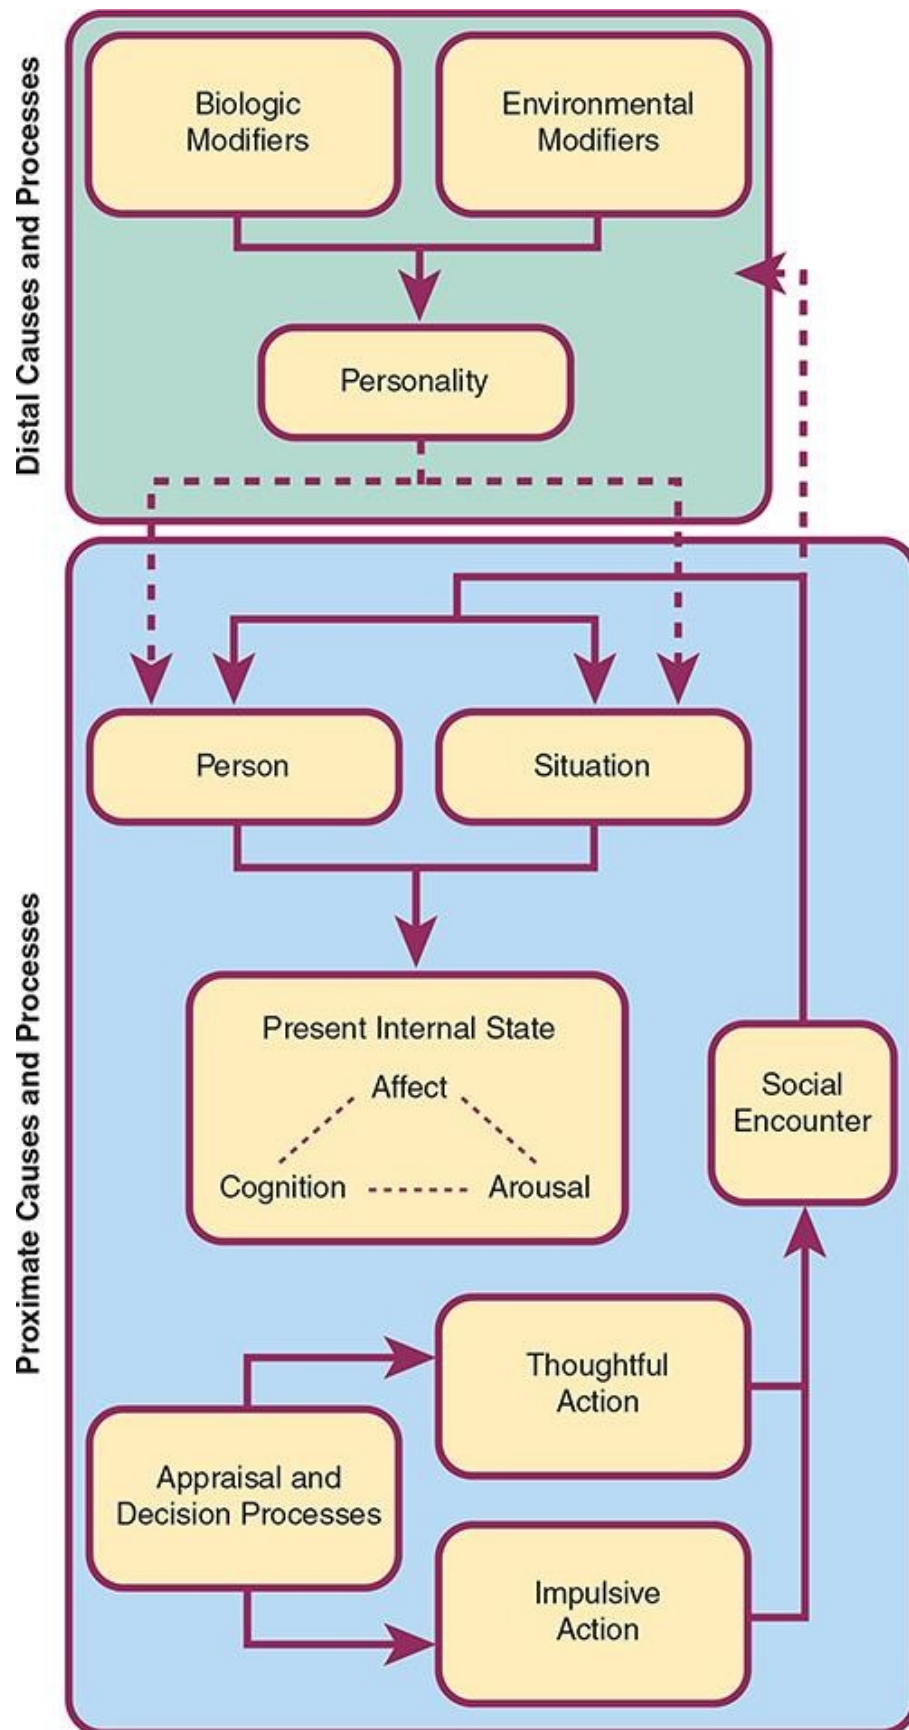 Distal Causes and Processes
Biologic
Modifiers
Environmental
Modifiers
Personality
Proximate Causes and Processes
Person
Situation
Present Internal State
Affect
Cognition
Arousal
Social
Encounter
Thoughtful
Action
Appraisal and
Decision Processes
Impulsive
Action